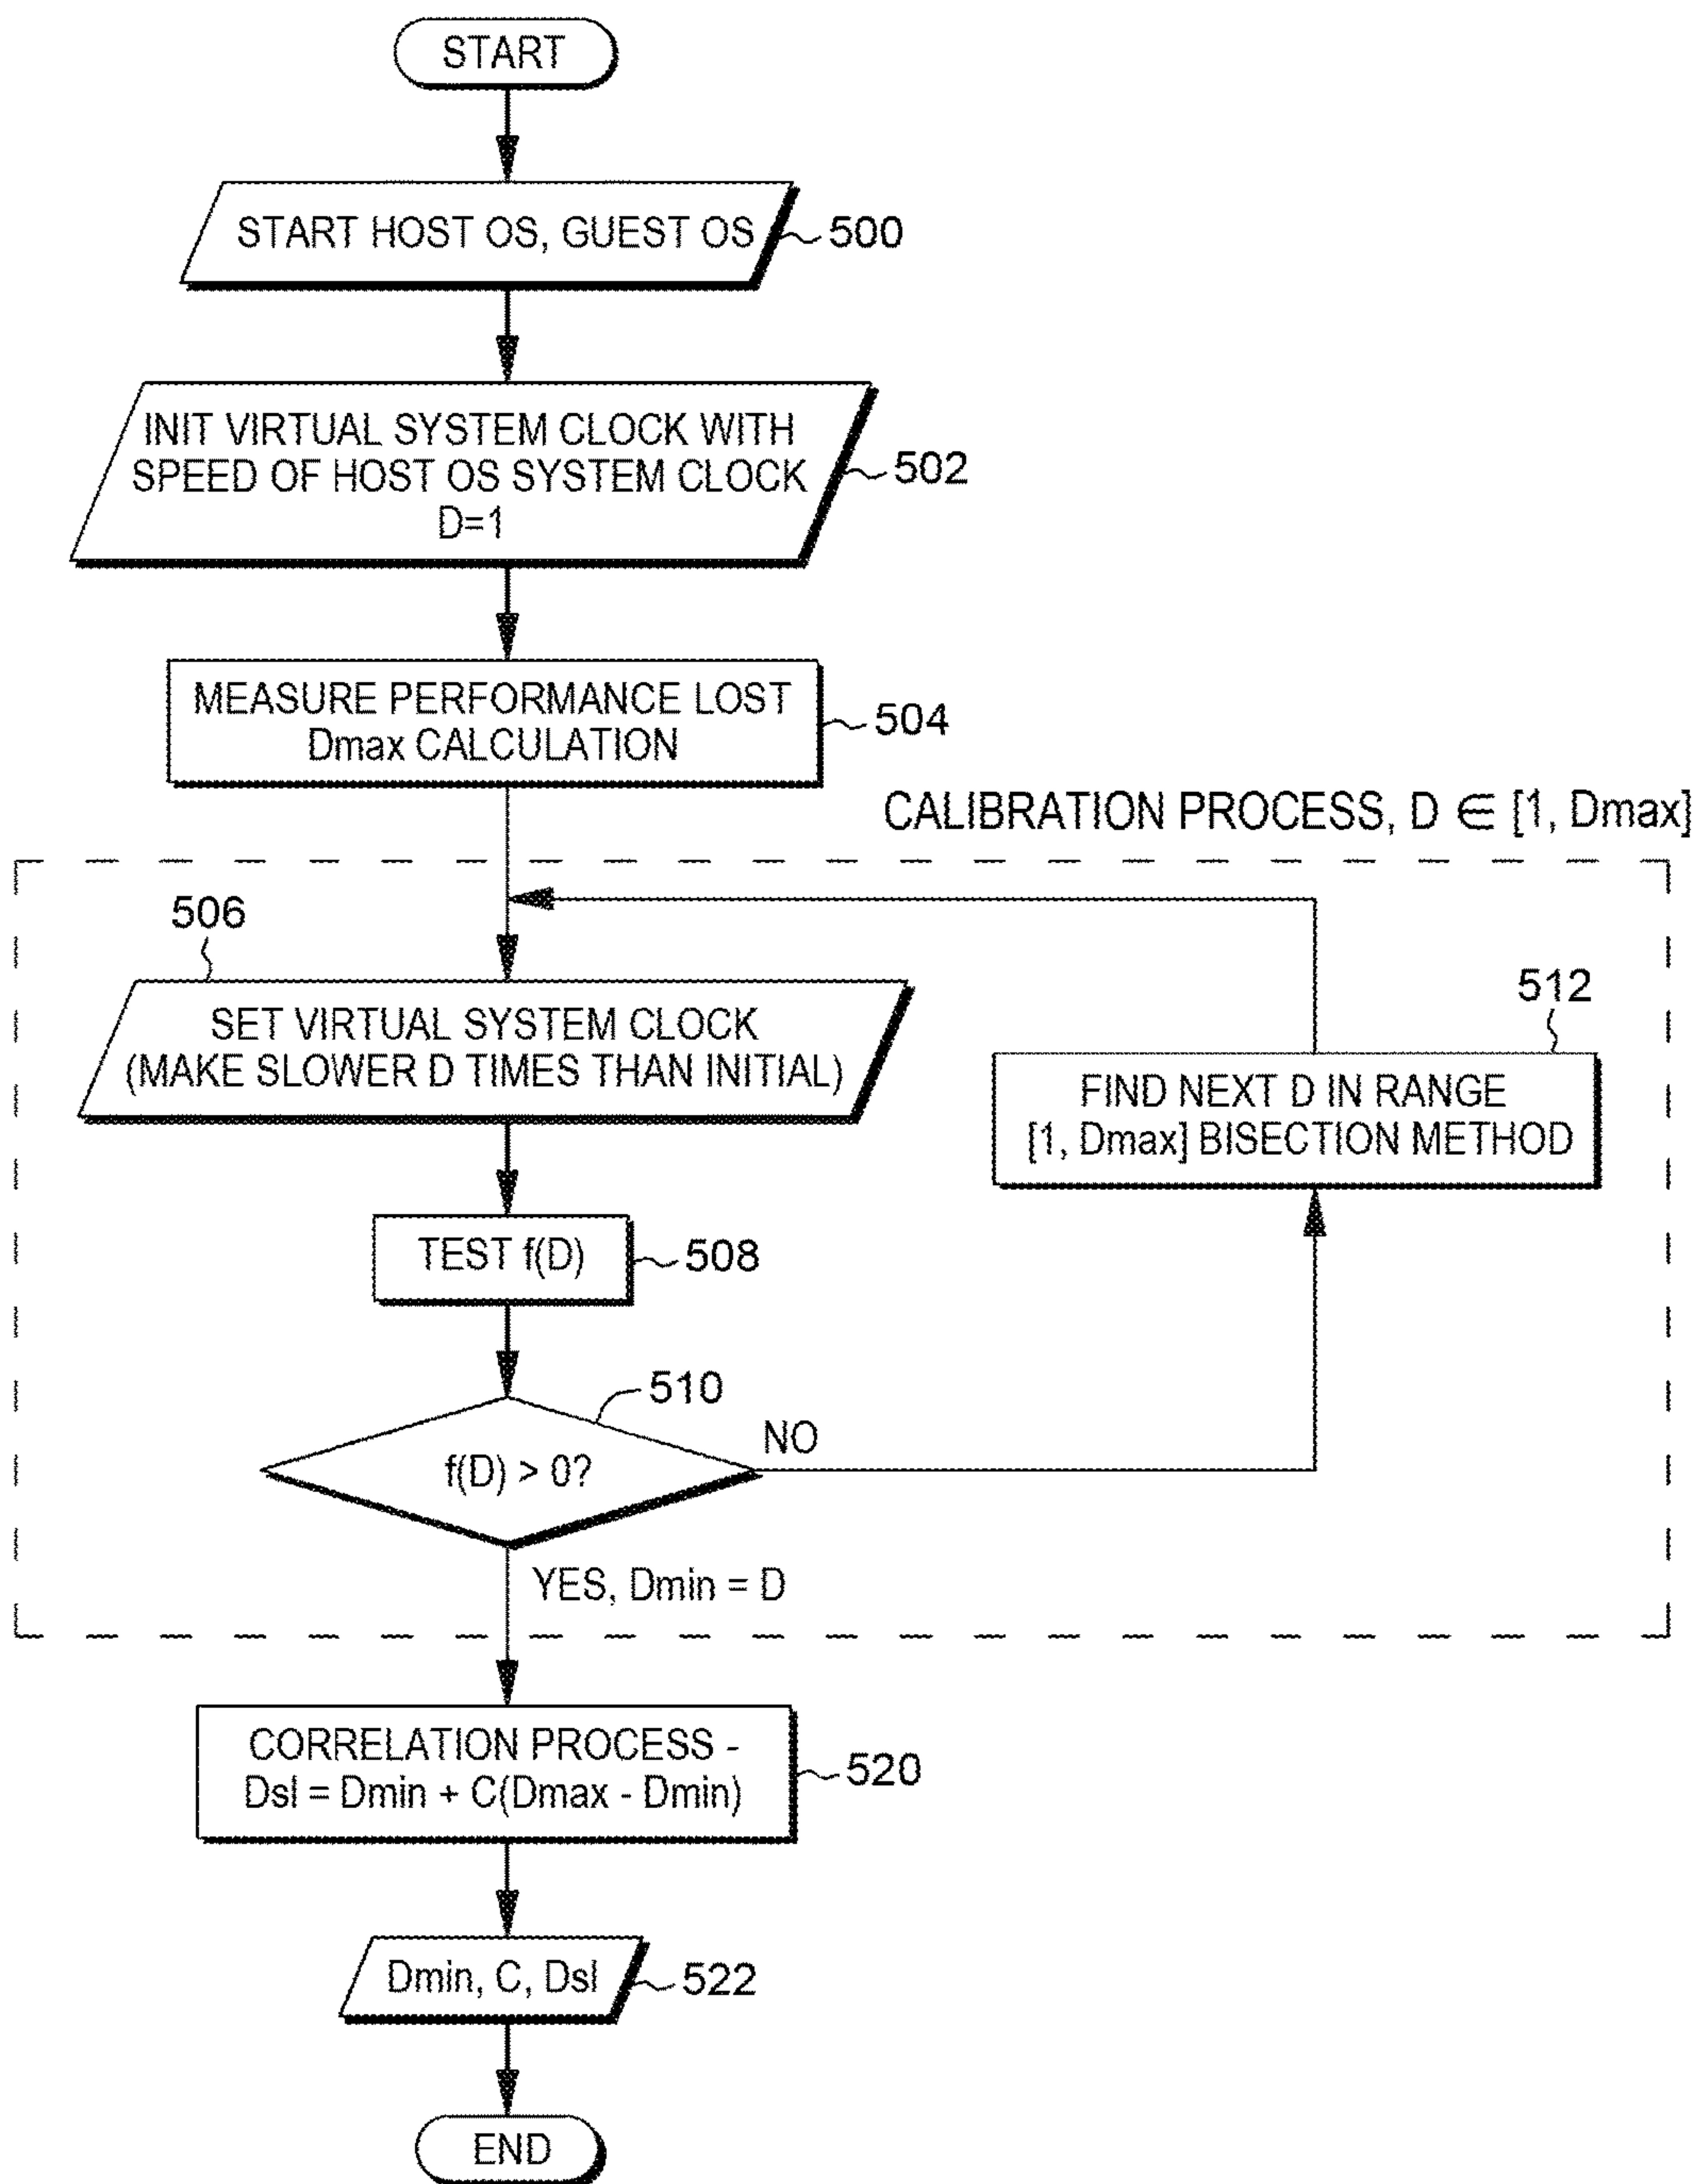 START
START HOST OS, GUEST OS
500
INIT VIRTUAL SYSTEM CLOCK WITH
SPEED OF HOST OS SYSTEM CLOCK
D=1
502
MEASURE PERFORMANCE LOST
Dmax CALCULATION
504
CALIBRATION PROCESS, D ∈ [1, Dmax]
506
SET VIRTUAL SYSTEM CLOCK
(MAKE SLOWER D TIMES THAN INITIAL)
512
FIND NEXT D IN RANGE
[1, Dmax] BISECTION METHOD
TEST f(D)
508
510
f(D) > 0?
NO
YES, Dmin = D
CORRELATION PROCESS -
Dsl = Dmin + C(Dmax - Dmin)
520
Dmin, C, Dsl
522
END